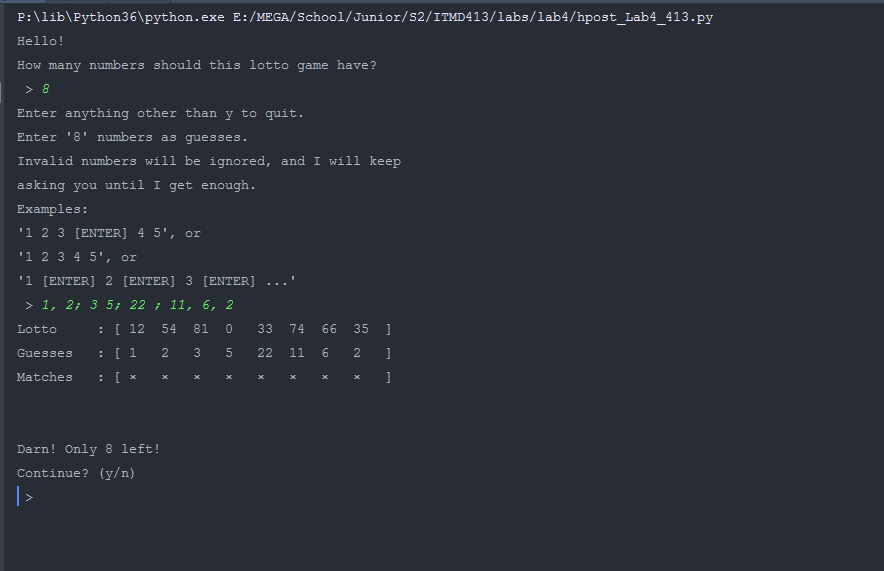 P:\lib\Python36\python.exe E:/MEGA/School/Junior/S2/ITMD413/labs/lab4/hpost_Lab4_413.py
Hello!
How many numbers should this lotto game have?
 > 8
Enter anything other than y to quit.
Enter '8' numbers as guesses.
Invalid numbers will be ignored, and I will keep
asking you until I get enough.
Examples:
'1 2 3 [ENTER] 4 5', or
'1 2 3 4 5', or
'1 [ENTER] 2 [ENTER] 3 [ENTER] ...'
 > 1, 2; 3 5; 22 ; 11, 6, 2
Lotto     : [ 12  54  81  0   33  74  66  35  ]
Guesses   : [ 1   2   3   5   22  11  6   2   ]
Matches   : [ *   *   *   *   *   *   *   *   ]
Darn! Only 8 left!
Continue? (y/n)
 >